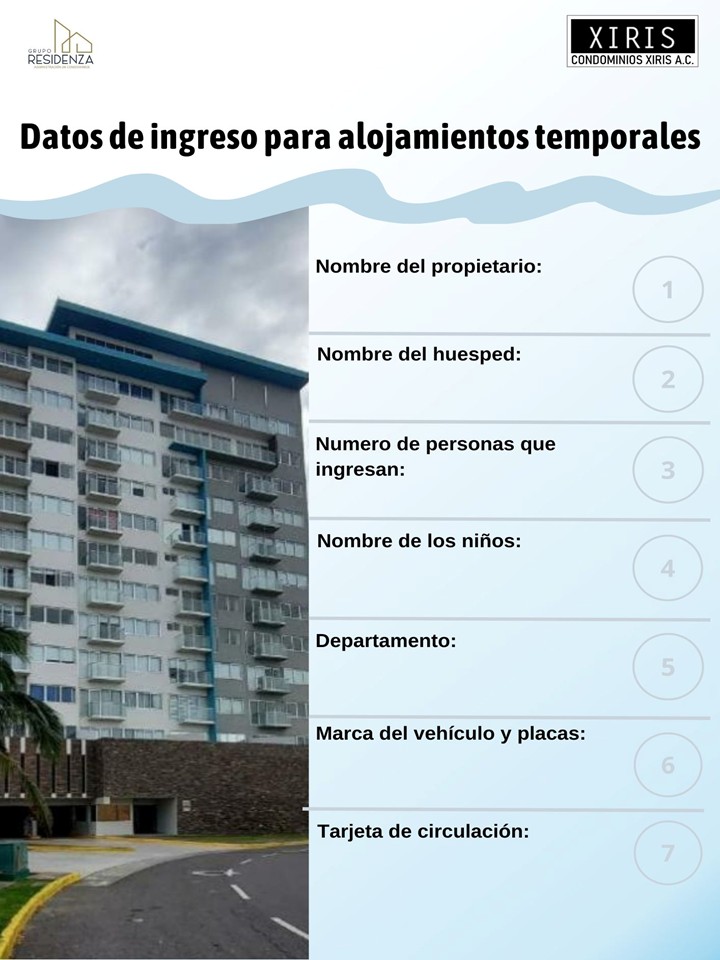 GRUPO
RESIDENZA
XIRIS
CONDOMINIOS XIRIS A.C.
Datos de ingreso para alojamientos temporales
Nombre del propietario:
1
Nombre del huesped:
2
Numero de personas que
ingresan:
3
Nombre de los niños:
4
Departamento:
5
Marca del vehículo y placas:
6
Tarjeta de circulación:
7